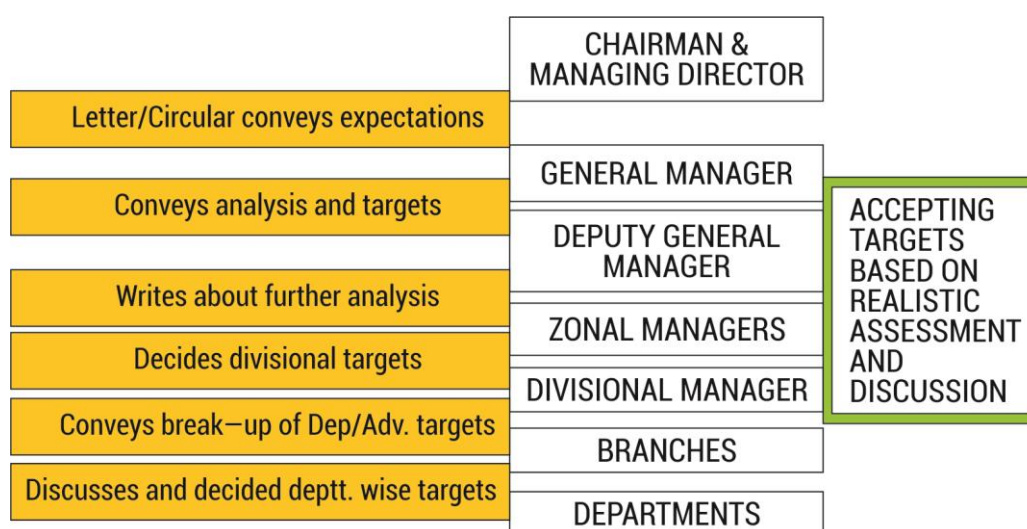 CHAIRMAN &
MANAGING DIRECTOR
Letter/Circular conveys expectations
GENERAL MANAGER
Conveys analysis and targets
DEPUTY GENERAL
MANAGER
Writes about further analysis
ZONAL MANAGERS
Decides divisional targets
DIVISIONAL MANAGER
Conveys break–up of Dep/Adv. targets
BRANCHES
Discusses and decided deptt. wise targets
DEPARTMENTS
ACCEPTING
TARGETS
BASED ON
REALISTIC
ASSESSMENT
AND
DISCUSSION